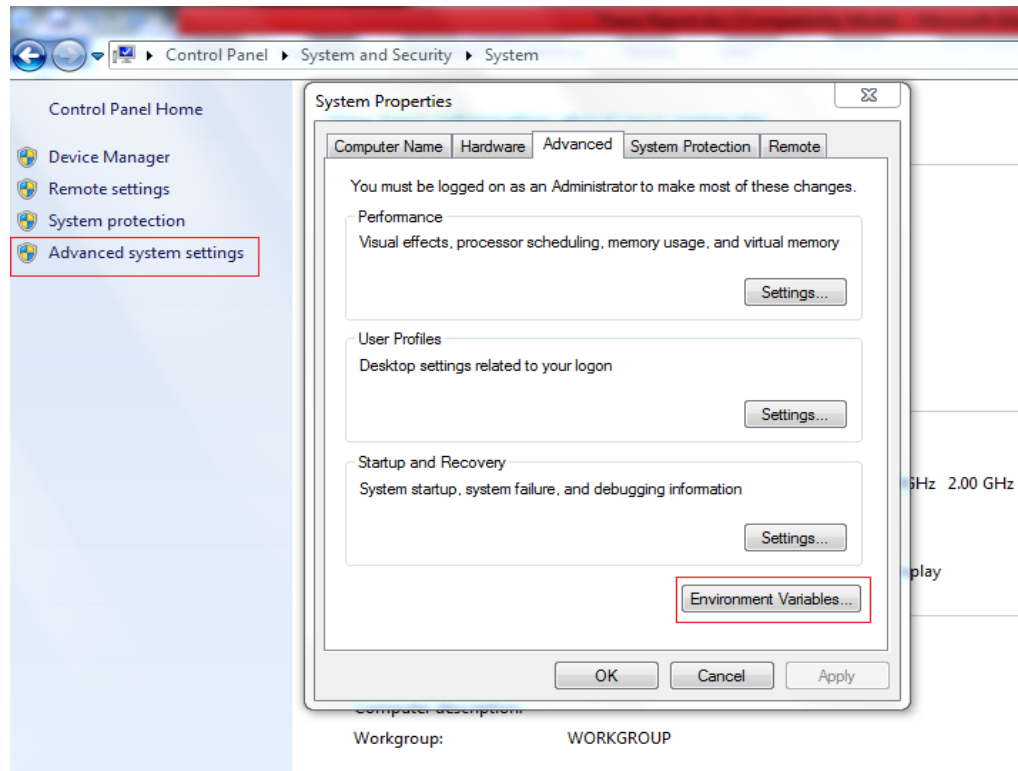 Control Panel System and Security System
Control Panel Home
Device Manager
Remote settings
System protection
Advanced system settings
System Properties
Computer Name Hardware Advanced System Protection Remote
You must be logged on as an Administrator to make most of these changes.
Performance
Visual effects, processor scheduling, memory usage, and virtual memory
Settings...
User Profiles
Desktop settings related to your logon
Settings...
Startup and Recovery
System startup, system failure, and debugging information
Settings...
Environment Variables...
OK Cancel Apply
GHz 2.00 GHz
play
Computer description:
Workgroup: WORKGROUP